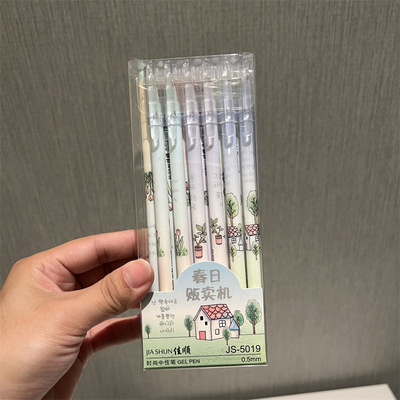 春日
贩卖机
JIA SHUN 佳顺
JS-5019
时尚中性笔 GEL PEN
0.5mm